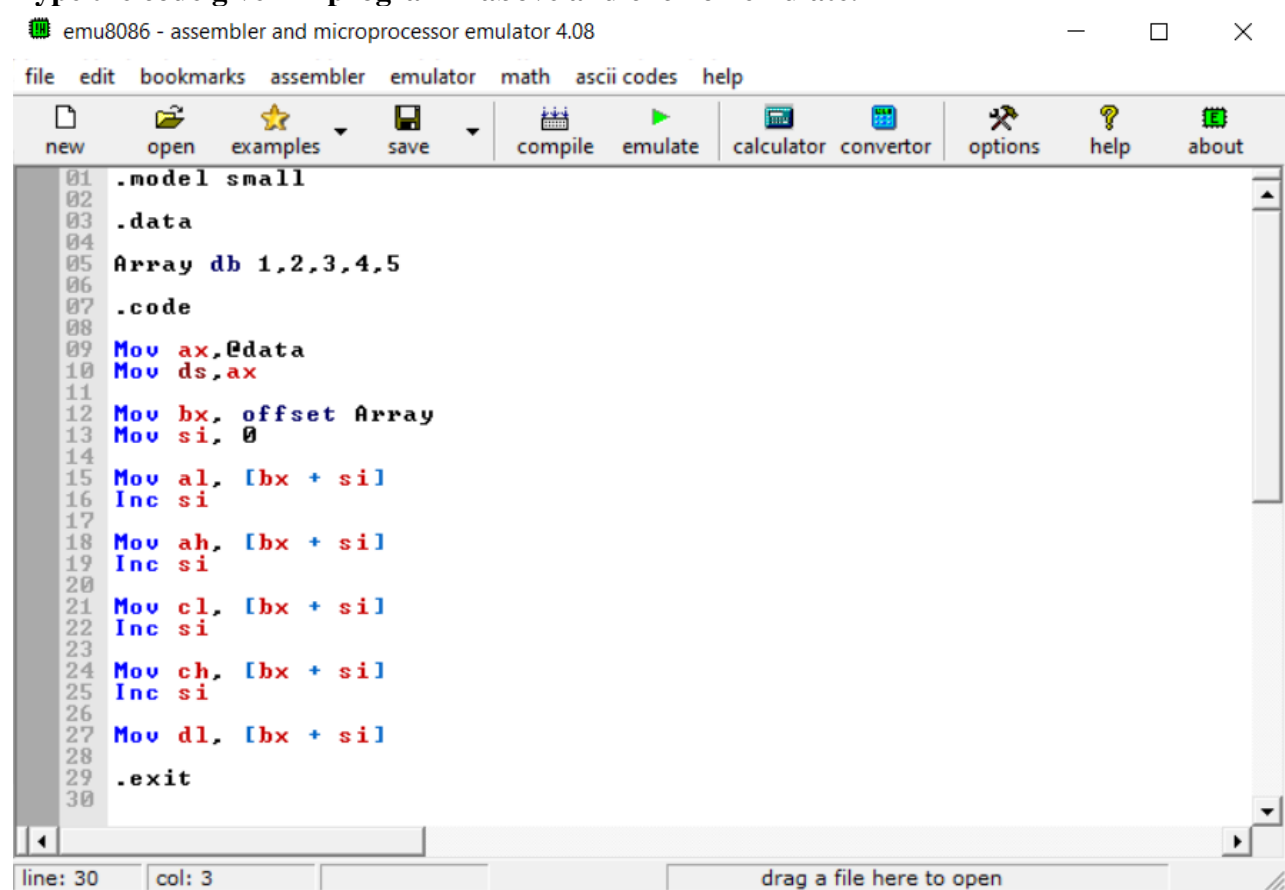 emu8086 - assembler and microprocessor emulator 4.08
file edit bookmarks assembler emulator math ascii codes help
new open examples save compile emulate calculator convertor options help about
01 .model small
02
03 .data
04
05 Array db 1,2,3,4,5
06
07 .code
08
09 Mov ax,@data
10 Mov ds,ax
11
12 Mov bx, offset Array
13 Mov si, 0
14
15 Mov al, [bx + si]
16 Inc si
17
18 Mov ah, [bx + si]
19 Inc si
20
21 Mov cl, [bx + si]
22 Inc si
23
24 Mov ch, [bx + si]
25 Inc si
26
27 Mov dl, [bx + si]
28
29 .exit
30
line: 30 col: 3 drag a file here to open